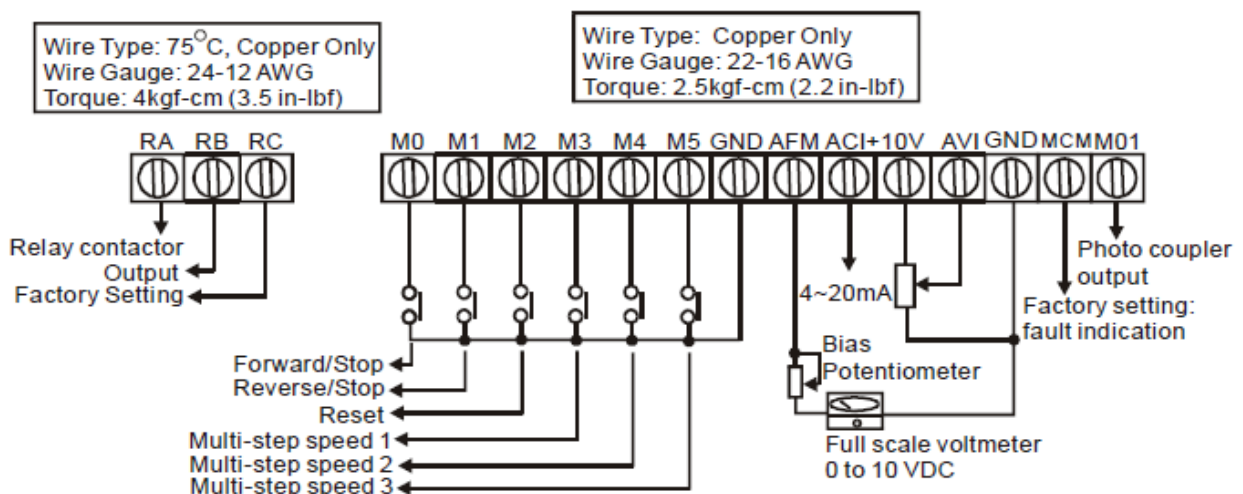 Wire Type: 75°C, Copper Only
Wire Gauge: 24-12 AWG
Torque: 4kgf-cm (3.5 in-lbf)
Wire Type: Copper Only
Wire Gauge: 22-16 AWG
Torque: 2.5kgf-cm (2.2 in-lbf)
RA RB RC
M0 M1 M2 M3 M4 M5 GND AFM ACI +10V AVI GND MCM M01
Relay contactor
Output
Factory Setting
4~20mA
Photo coupler
output
Factory setting:
fault indication
Bias
Potentiometer
Forward/Stop
Reverse/Stop
Reset
Multi-step speed 1
Multi-step speed 2
Multi-step speed 3
Full scale voltmeter
0 to 10 VDC